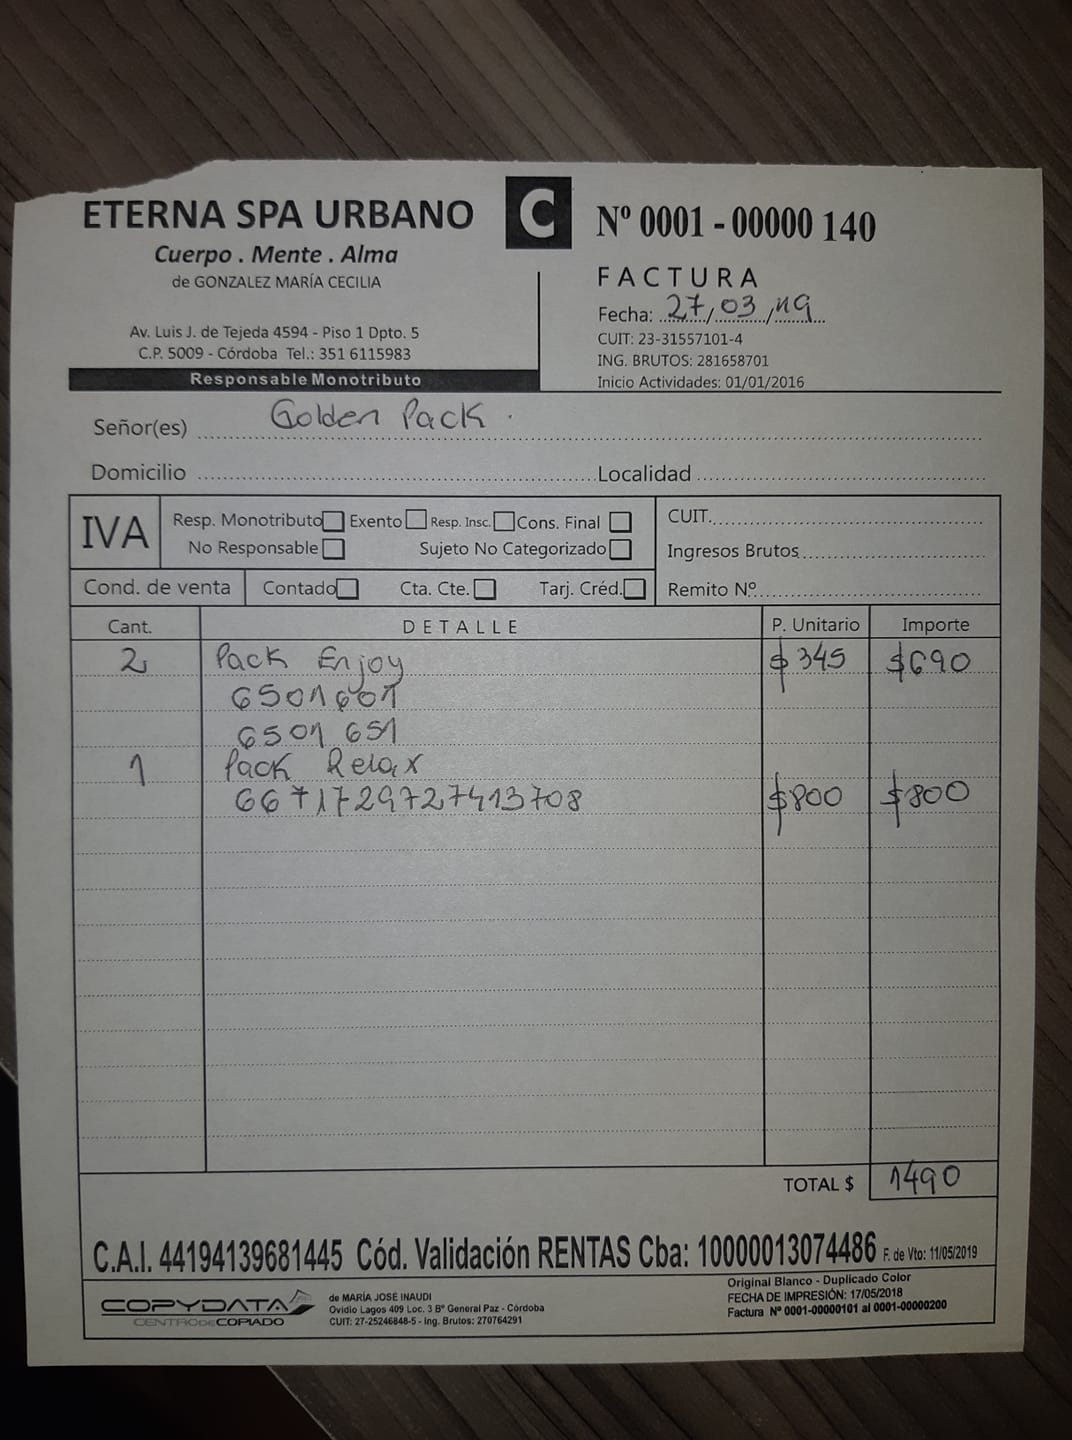 ETERNA SPA URBANO
Cuerpo . Mente . Alma
de GONZALEZ MARÍA CECILIA
Av. Luis J. de Tejeda 4594 - Piso 1 Dpto. 5
C.P. 5009 - Córdoba Tel.: 351 6115983
Responsable Monotributo
C
Nº 0001 - 00000 140
FACTURA
Fecha: 27/03/19
CUIT: 23-31557101-4
ING. BRUTOS: 281658701
Inicio Actividades: 01/01/2016
Señor(es) Golden Pack.
Domicilio Localidad
IVA Resp. Monotributo Exento Resp. Insc. Cons. Final
No Responsable Sujeto No Categorizado
CUIT.
Ingresos Brutos
Cond. de venta Contado Cta. Cte. Tarj. Créd. Remito Nº
Cant. DETALLE P. Unitario Importe
2 Pack Enjoy $345 $690
6501601
6501651
1 Pack Relax
6671729727413708 $800 $800
TOTAL $ 1490
C.A.I. 44194139681445 Cód. Validación RENTAS Cba: 10000013074486 F. de Vto: 11/05/2019
COPYDATA
CENTRO DE COPIADO
de MARÍA JOSÉ INAUDI
Ovidio Lagos 409 Loc. 3 Bº General Paz - Córdoba
CUIT: 27-25246848-5 - Ing. Brutos: 270764291
Original Blanco - Duplicado Color
FECHA DE IMPRESIÓN: 17/05/2018
Factura Nº 0001-00000101 al 0001-00000200